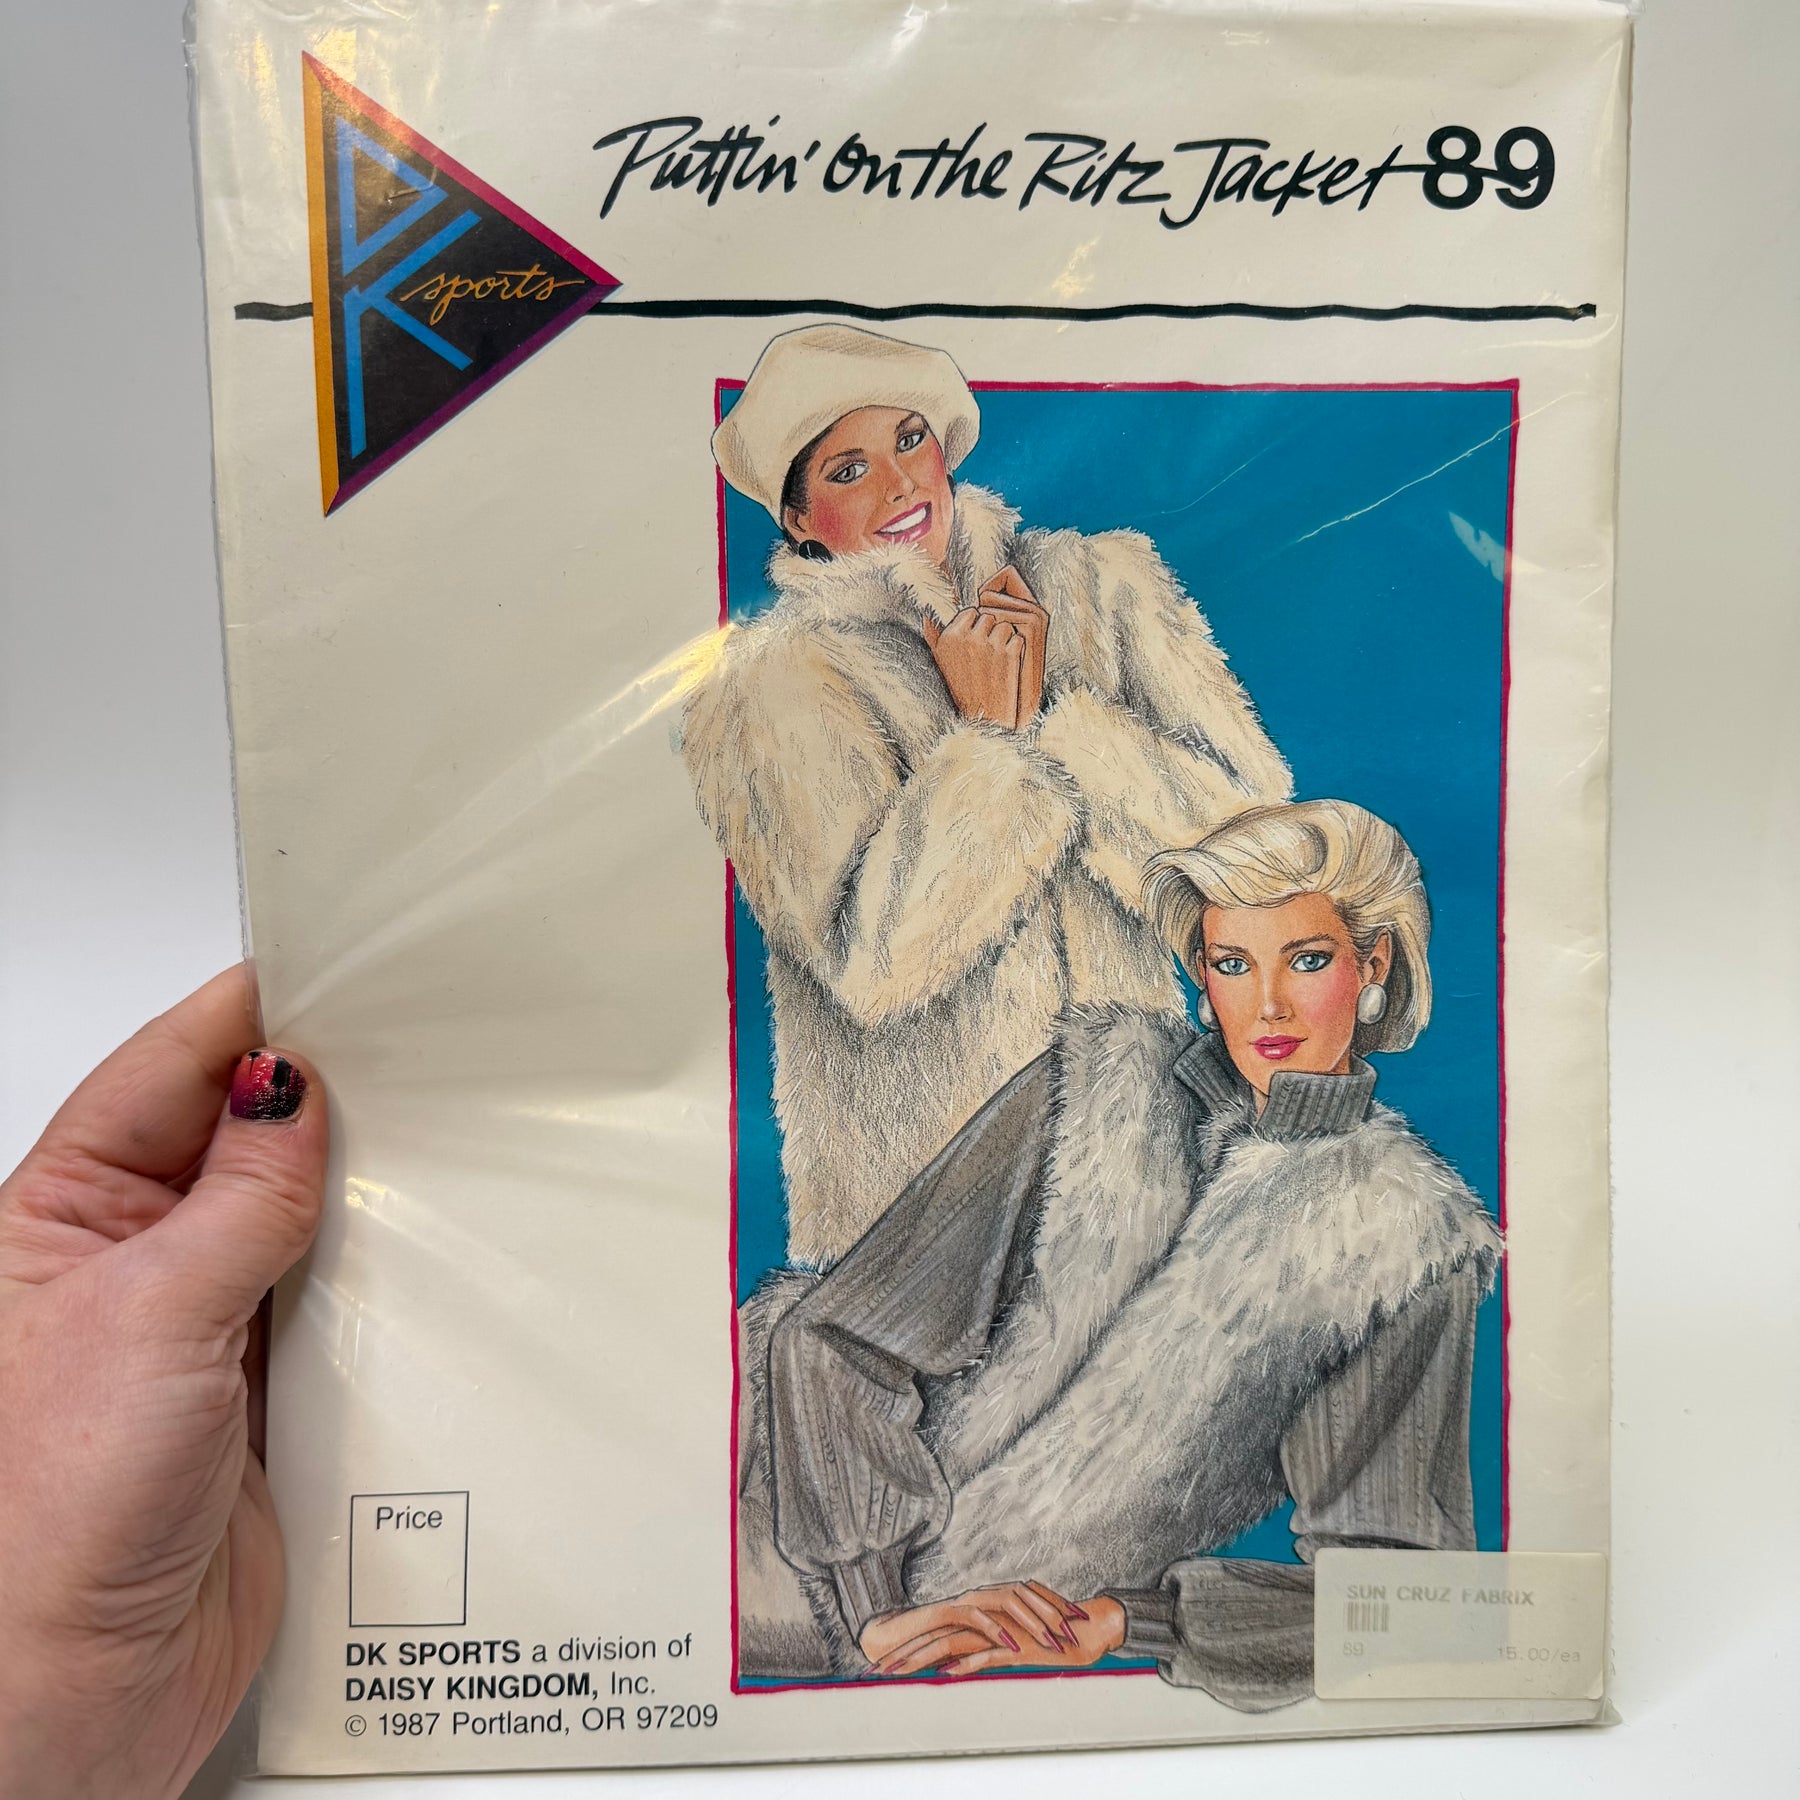 DK sports
Puttin' on the Ritz Jacket 89
Price
DK SPORTS a division of
DAISY KINGDOM, Inc.
© 1987 Portland, OR 97209
SUN CRUZ FABRIX
89 15.00/ea